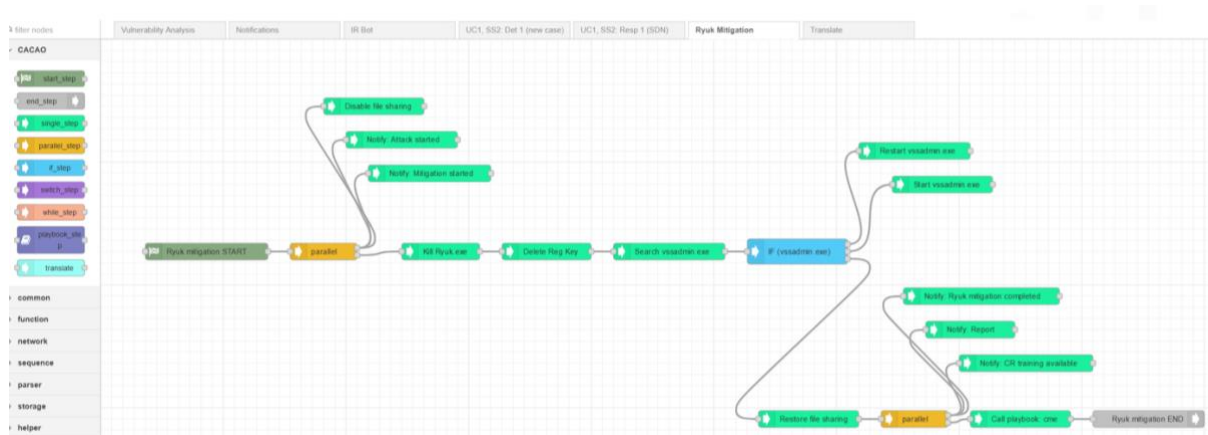 filter nodes
Vulnerability Analysis
Notifications
IR Bot
UC1, SS2: Det 1 (new case)
UC1, SS2: Resp 1 (SDN)
Ryuk Mitigation
Translate
CACAO
start_step
end_step
single_step
parallel_step
if_step
switch_step
while_step
playbook_ste
p
translate
common
function
network
sequence
parser
storage
helper
Disable file sharing
Notify: Attack started
Notify: Mitigation started
Ryuk mitigation START
parallel
Kill Ryuk.exe
Delete Reg Key
Search vssadmin.exe
IF (vssadmin.exe)
Restart vssadmin.exe
Start vssadmin.exe
Notify: Ryuk mitigation completed
Notify: Report
Notify: CR training available
Restore file sharing
parallel
Call playbook: cme
Ryuk mitigation END